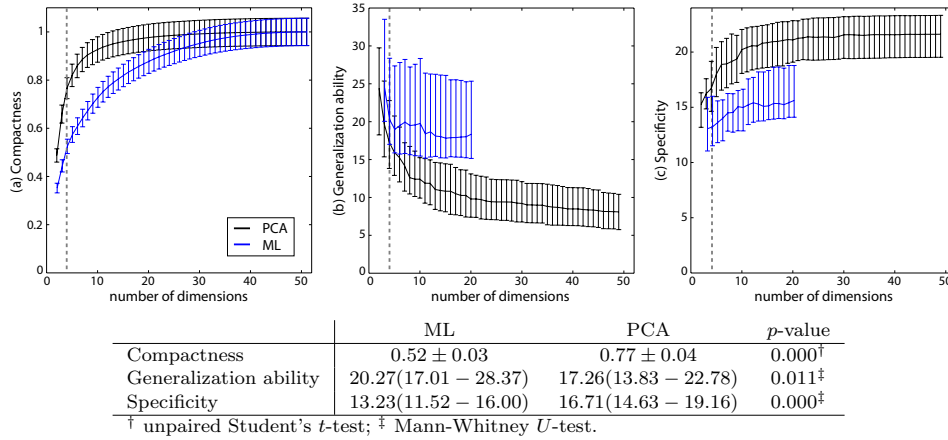 (a) Compactness
1
0.8
0.6
0.4
0.2
0
0 10 20 30 40 50
number of dimensions
PCA
ML
(b) Generalization ability
35
30
25
20
15
10
5
0
0 10 20 30 40 50
number of dimensions
(c) Specificity
20
15
10
5
0
0 10 20 30 40 50
number of dimensions
ML PCA p-value
Compactness 0.52 ± 0.03 0.77 ± 0.04 0.000†
Generalization ability 20.27(17.01 − 28.37) 17.26(13.83 − 22.78) 0.011‡
Specificity 13.23(11.52 − 16.00) 16.71(14.63 − 19.16) 0.000‡
† unpaired Student's t-test; ‡ Mann-Whitney U-test.